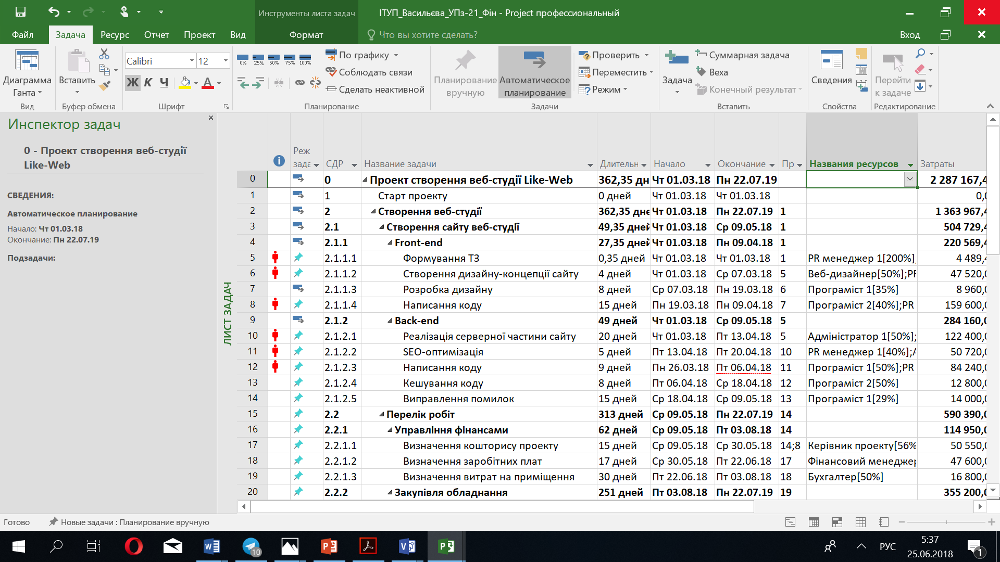 Инструменты листа задач
ІТУП_Васильєва_УПз-21_Фін - Project профессиональный
Файл Задача Ресурс Отчет Проект Вид Формат Что вы хотите сделать? Вход
Диаграмма Ганта
Вид
Вставить
Буфер обмена
Calibri 12
Ж К Ч А
Шрифт
0% 25% 50% 75% 100%
По графику
Соблюдать связи
Сделать неактивной
Планирование
Планирование вручную
Автоматическое планирование
Проверить
Переместить
Режим
Задачи
Задача
Суммарная задача
Веха
Конечный результат
Вставить
Сведения
Свойства
Перейти к задаче
Редактирование
Инспектор задач
0 - Проект створення веб-студії
Like-Web
СВЕДЕНИЯ:
Автоматическое планирование
Начало: Чт 01.03.18
Окончание: Пн 22.07.19
Подзадачи:
ЛИСТ ЗАДАЧ
Реж
зада СДР Название задачи Длительн Начало Окончание Пр Названия ресурсов Затраты
0 0 Проект створення веб-студії Like-Web 362,35 дн Чт 01.03.18 Пн 22.07.19 2 287 167,4
1 1 Старт проекту 0 дней Чт 01.03.18 Чт 01.03.18 0,0
2 2 Створення веб-студії 362,35 дне Чт 01.03.18 Пн 22.07.19 1 1 363 967,4
3 2.1 Створення сайту веб-студії 49,35 дней Чт 01.03.18 Ср 09.05.18 1 504 729,4
4 2.1.1 Front-end 27,35 дней Чт 01.03.18 Пн 09.04.18 1 220 569,4
5 2.1.1.1 Формування ТЗ 0,35 дней Чт 01.03.18 Чт 01.03.18 1 PR менеджер 1[200%]; 4 489,4
6 2.1.1.2 Створення дизайну-концепції сайту 4 дней Чт 01.03.18 Ср 07.03.18 5 Веб-дизайнер[50%];PR 47 520,0
7 2.1.1.3 Розробка дизайну 8 дней Ср 07.03.18 Пн 19.03.18 6 Програміст 1[35%] 8 960,0
8 2.1.1.4 Написання коду 15 дней Пн 19.03.18 Пн 09.04.18 7 Програміст 2[40%];PR 159 600,0
9 2.1.2 Back-end 49 дней Чт 01.03.18 Ср 09.05.18 5 284 160,0
10 2.1.2.1 Реалізація серверної частини сайту 20 дней Чт 01.03.18 Пт 13.04.18 5 Адміністратор 1[50%]; 122 400,0
11 2.1.2.2 SEO-оптимізація 5 дней Пт 13.04.18 Пт 20.04.18 10 PR менеджер 1[40%];А 50 720,0
12 2.1.2.3 Написання коду 9 дней Пн 26.03.18 Пт 06.04.18 11 Програміст 1[50%];PR 84 240,0
13 2.1.2.4 Кешування коду 8 дней Пт 06.04.18 Ср 18.04.18 12 Програміст 2[50%] 12 800,0
14 2.1.2.5 Виправлення помилок 15 дней Ср 18.04.18 Ср 09.05.18 13 Програміст 1[29%] 14 000,0
15 2.2 Перелік робіт 313 дней Ср 09.05.18 Пн 22.07.19 14 590 390,0
16 2.2.1 Управління фінансами 62 дней Ср 09.05.18 Пт 03.08.18 14 114 950,0
17 2.2.1.1 Визначення кошторису проекту 15 дней Ср 09.05.18 Ср 30.05.18 14;8 Керівник проекту[56% 50 550,0
18 2.2.1.2 Визначення заробітних плат 17 дней Ср 30.05.18 Пт 22.06.18 17 Фінансовий менеджер 47 600,0
19 2.2.1.3 Визначення витрат на приміщення 30 дней Пт 22.06.18 Пт 03.08.18 18 Бухгалтер[50%] 16 800,0
20 2.2.2 Закупівля обладнання 251 дней Пт 03.08.18 Пн 22.07.19 19 355 200,0
Готово Новые задачи : Планирование вручную
10 РУС 5:37
25.06.2018 1